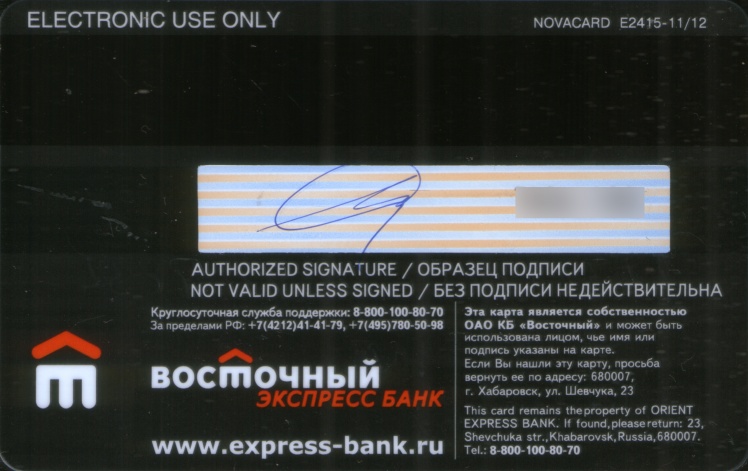 ELECTRONIC USE ONLY
NOVACARD E2415-11/12
AUTHORIZED SIGNATURE / ОБРАЗЕЦ ПОДПИСИ
NOT VALID UNLESS SIGNED / БЕЗ ПОДПИСИ НЕДЕЙСТВИТЕЛЬНА
Круглосуточная служба поддержки: 8-800-100-80-70
За пределами РФ: +7(4212)41-41-79, +7(495)780-50-98
ВОСТОЧНЫЙ
ЭКСПРЕСС БАНК
www.express-bank.ru
Эта карта является собственностью
ОАО КБ «Восточный» и может быть
использована лицом, чье имя или
подпись указаны на карте.
Если Вы нашли эту карту, просьба
вернуть ее по адресу: 680007,
г. Хабаровск, ул. Шевчука, 23
This card remains the property of ORIENT
EXPRESS BANK. If found, please return: 23,
Shevchuka str., Khabarovsk, Russia, 680007.
Tel.: 8-800-100-80-70